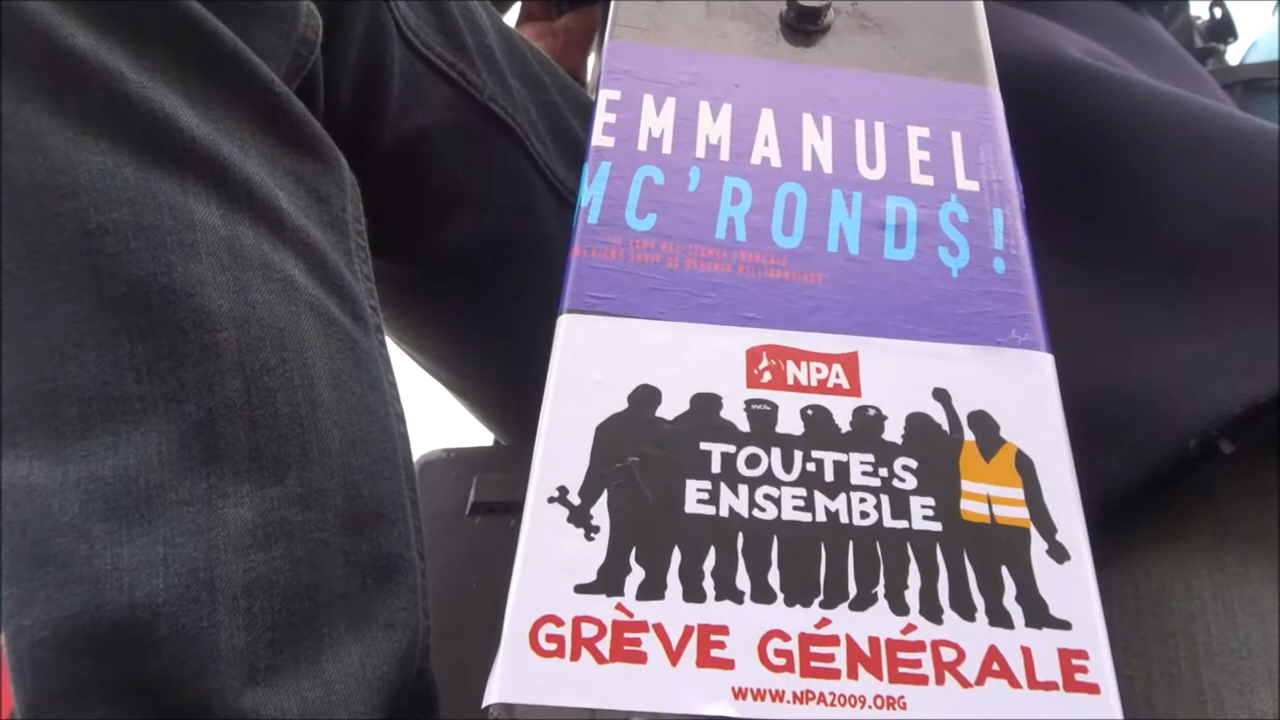 EMMANUEL
MC'ROND$!
NPA
TOU•TE•S
ENSEMBLE
GRÈVE GÉNÉRALE
WWW.NPA2009.ORG